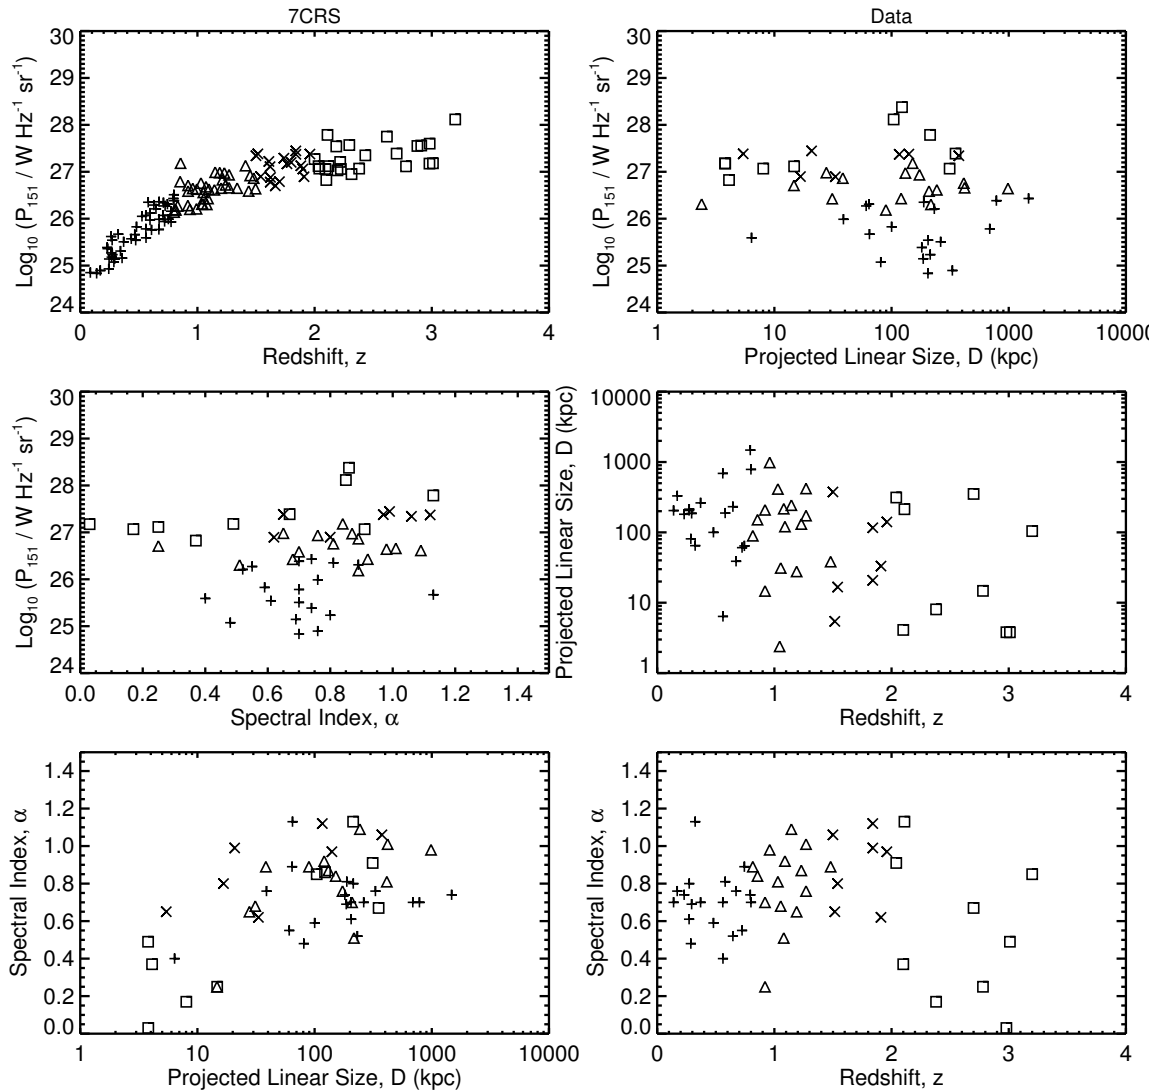 7CRS
Data
30
29
28
27
26
25
24
Log₁₀ (P₁₅₁ / W Hz⁻¹ sr⁻¹)
0 1 2 3 4
Redshift, z
30
29
28
27
26
25
24
Log₁₀ (P₁₅₁ / W Hz⁻¹ sr⁻¹)
1 10 100 1000 10000
Projected Linear Size, D (kpc)
30
29
28
27
26
25
24
Log₁₀ (P₁₅₁ / W Hz⁻¹ sr⁻¹)
0.0 0.2 0.4 0.6 0.8 1.0 1.2 1.4
Spectral Index, α
10000
1000
100
10
1
Projected Linear Size, D (kpc)
0 1 2 3 4
Redshift, z
1.4
1.2
1.0
0.8
0.6
0.4
0.2
0.0
Spectral Index, α
1 10 100 1000 10000
Projected Linear Size, D (kpc)
1.4
1.2
1.0
0.8
0.6
0.4
0.2
0.0
Spectral Index, α
0 1 2 3 4
Redshift, z